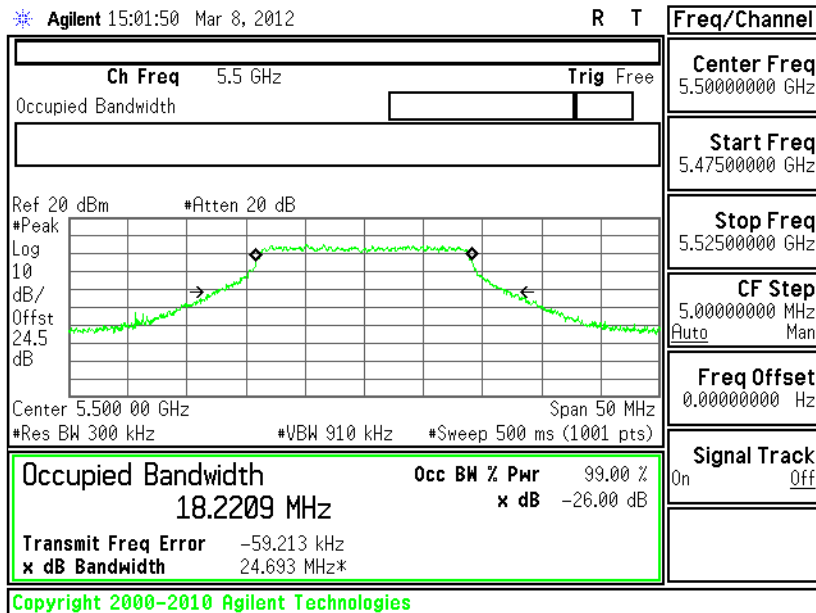 Agilent 15:01:50 Mar 8, 2012 R T
Freq/Channel
Ch Freq 5.5 GHz Trig Free
Occupied Bandwidth
Center Freq
5.50000000 GHz
Start Freq
5.47500000 GHz
Stop Freq
5.52500000 GHz
CF Step
5.00000000 MHz
Auto Man
Freq Offset
0.00000000 Hz
Signal Track
On Off
Ref 20 dBm #Atten 20 dB
#Peak
Log
10
dB/
Offst
24.5
dB
Center 5.500 00 GHz Span 50 MHz
#Res BW 300 kHz #VBW 910 kHz #Sweep 500 ms (1001 pts)
Occupied Bandwidth Occ BW % Pwr 99.00 %
18.2209 MHz x dB -26.00 dB
Transmit Freq Error -59.213 kHz
x dB Bandwidth 24.693 MHz*
Copyright 2000-2010 Agilent Technologies